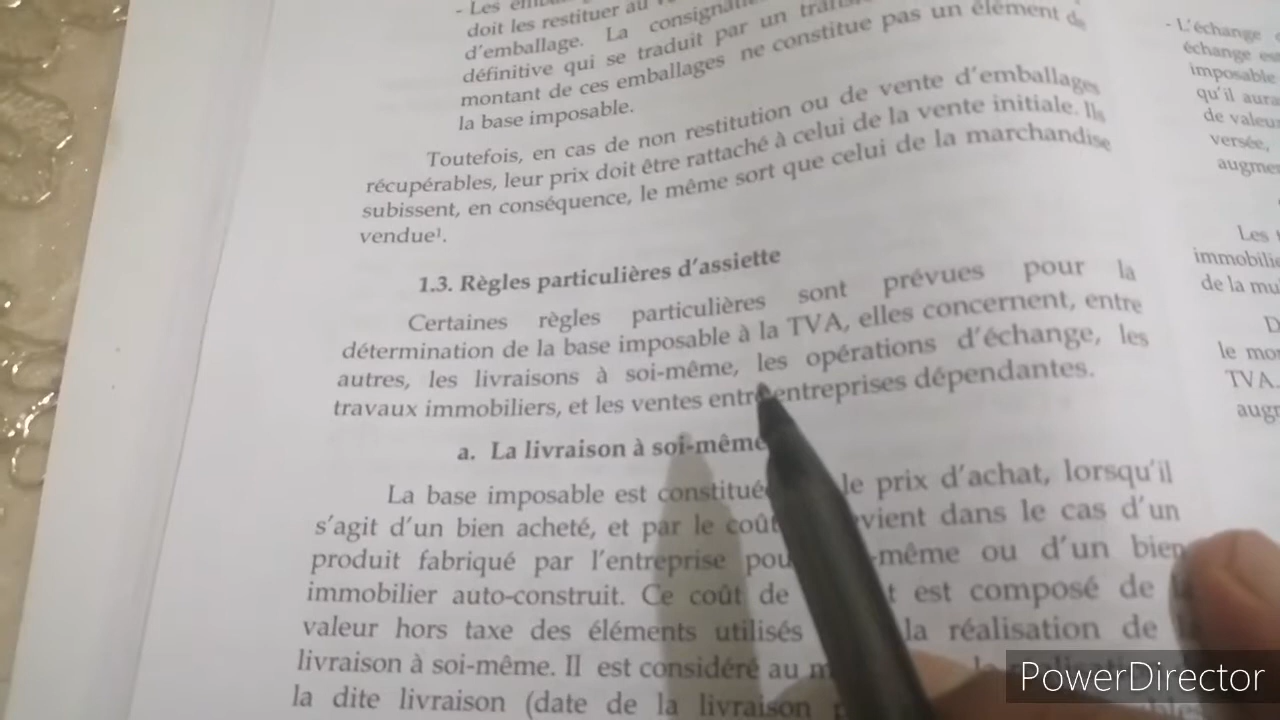 - Les
doit les restituer au
d'emballage. La
définitive qui se traduit par un
montant de ces emballages ne constitue pas un élément de
la base imposable.
Toutefois, en cas de non restitution ou de vente d'emballages
récupérables, leur prix doit être rattaché à celui de la vente initiale. Ils
subissent, en conséquence, le même sort que celui de la marchandise
vendue¹.
1.3. Règles particulières d'assiette
Certaines règles particulières sont prévues pour la
détermination de la base imposable à la TVA, elles concernent, entre
autres, les livraisons à soi-même, les opérations d'échange, les
travaux immobiliers, et les ventes entre entreprises dépendantes.
a. La livraison à soi-même
La base imposable est constituée le prix d'achat, lorsqu'il
s'agit d'un bien acheté, et par le coût dans le cas d'un
produit fabriqué par l'entreprise -même ou d'un bien
immobilier auto-construit. Ce coût de est composé de
valeur hors taxe des éléments utilisés la réalisation de
livraison à soi-même. Il est considéré au
la dite livraison (date de la livraison
- L'échange
échange
imposable
qu'il
de valeur
versée,
Les
de la
le
TVA.
PowerDirector